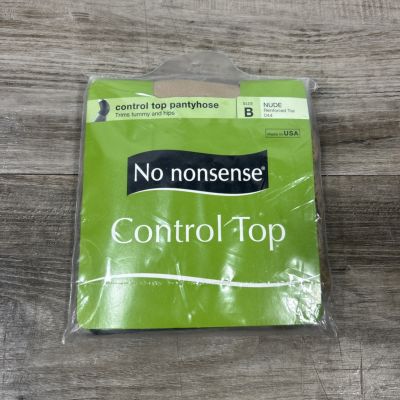 control top pantyhose
Trims tummy and hips
SIZE
B
NUDE
Reinforced Toe
044
Made in USA
No nonsense®
Control Top